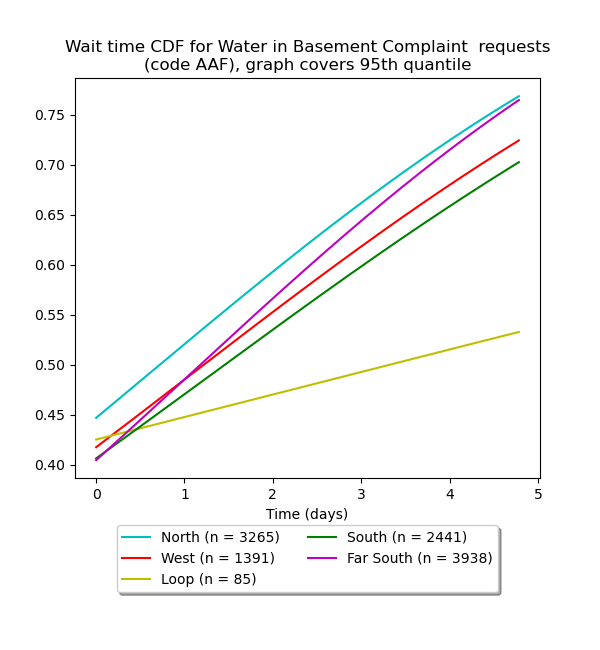 Wait time CDF for Water in Basement Complaint  requests
(code AAF), graph covers 95th quantile
0.75
0.70
0.65
0.60
0.55
0.50
0.45
0.40
0 1 2 3 4 5
Time (days)
North (n = 3265)
West (n = 1391)
Loop (n = 85)
South (n = 2441)
Far South (n = 3938)